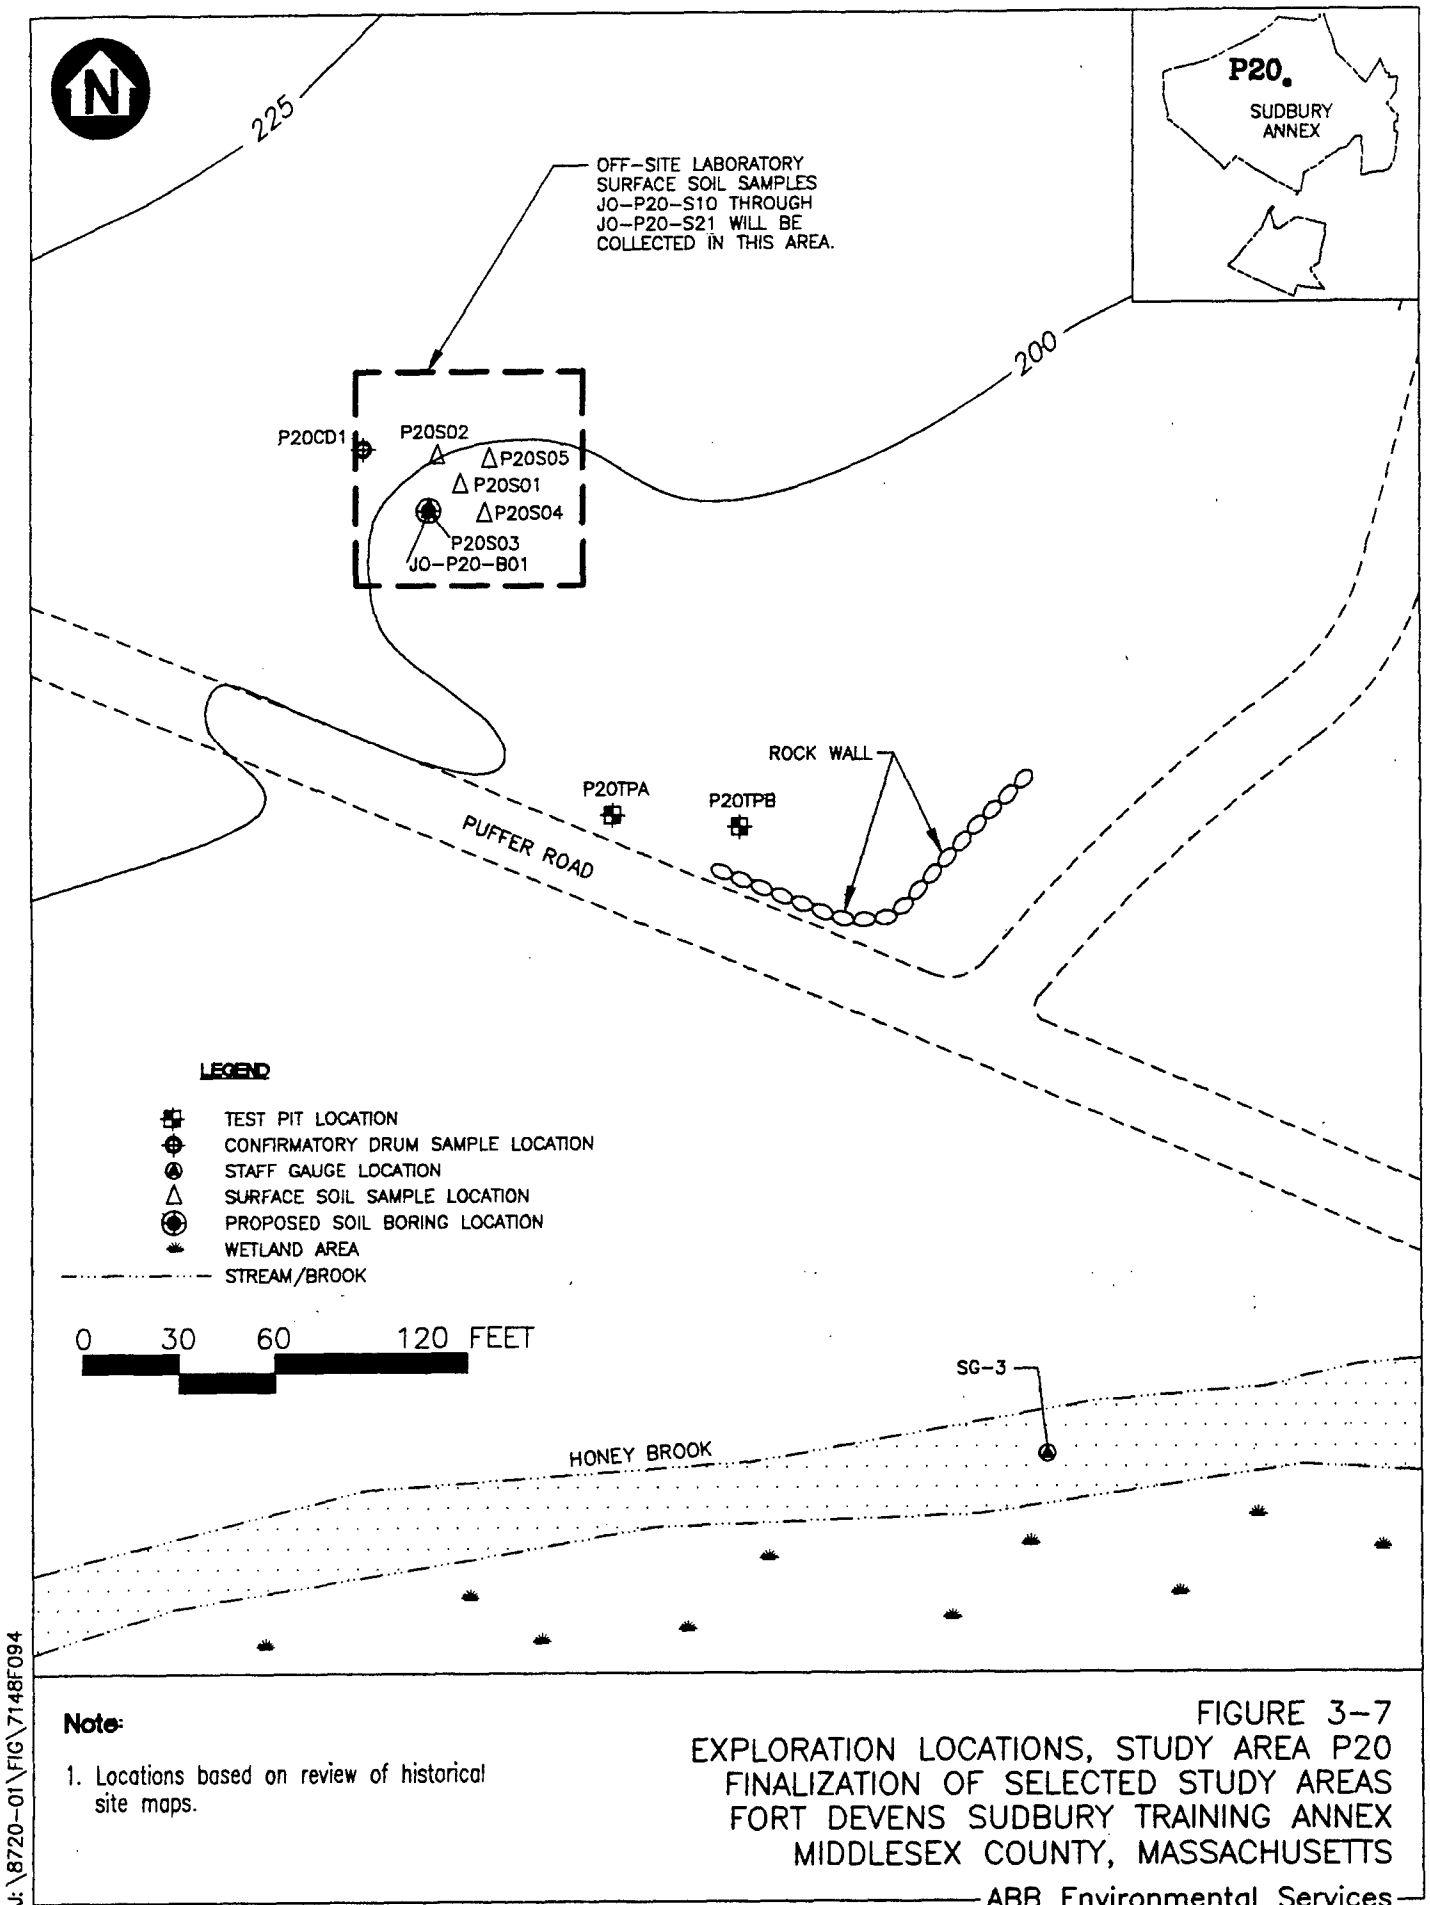 N
225
OFF-SITE LABORATORY
SURFACE SOIL SAMPLES
JO-P20-S10 THROUGH
JO-P20-S21 WILL BE
COLLECTED IN THIS AREA.
P20
SUDBURY
ANNEX
200
P20CD1
P20S02
P20S05
P20S01
P20S04
P20S03
JO-P20-B01
ROCK WALL
P20TPA
P20TPB
PUFFER ROAD
LEGEND
TEST PIT LOCATION
CONFIRMATORY DRUM SAMPLE LOCATION
STAFF GAUGE LOCATION
SURFACE SOIL SAMPLE LOCATION
PROPOSED SOIL BORING LOCATION
WETLAND AREA
STREAM/BROOK
0 30 60 120 FEET
SG-3
HONEY BROOK
J:\8720-01\FIG\7148F094
Note:
1. Locations based on review of historical
site maps.
FIGURE 3-7
EXPLORATION LOCATIONS, STUDY AREA P20
FINALIZATION OF SELECTED STUDY AREAS
FORT DEVENS SUDBURY TRAINING ANNEX
MIDDLESEX COUNTY, MASSACHUSETTS
ABB Environmental Services